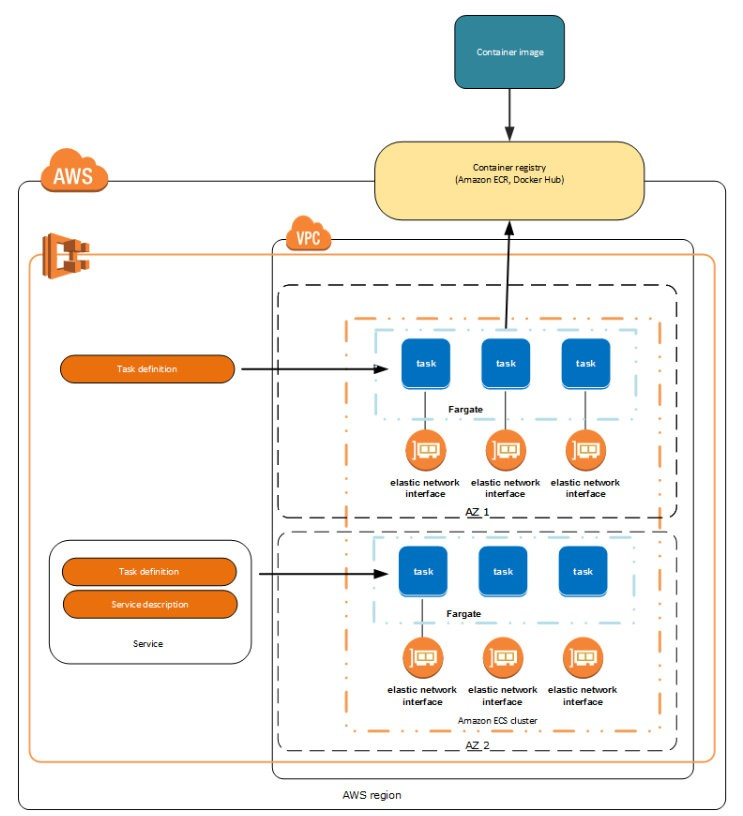 Container image
Container registry
(Amazon ECR, Docker Hub)
AWS
VPC
Task definition
task
task
task
Fargate
elastic network
interface
elastic network
interface
elastic network
interface
AZ 1
Task definition
Service description
Service
task
task
task
Fargate
elastic network
interface
elastic network
interface
elastic network
interface
Amazon ECS cluster
AZ 2
AWS region